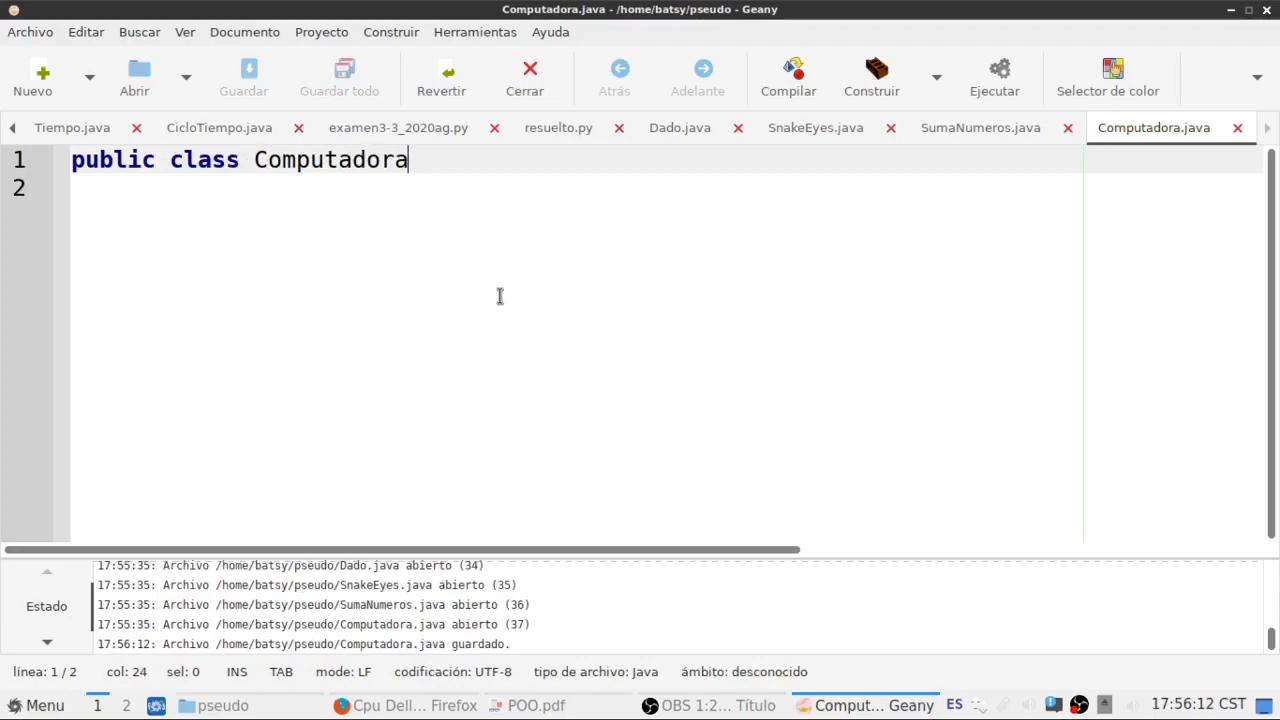 Computadora.java - /home/batsy/pseudo - Geany
Archivo Editar Buscar Ver Documento Proyecto Construir Herramientas Ayuda
Nuevo Abrir Guardar Guardar todo Revertir Cerrar Atrás Adelante Compilar Construir Ejecutar Selector de color
Tiempo.java CicloTiempo.java examen3-3_2020ag.py resuelto.py Dado.java SnakeEyes.java SumaNumeros.java Computadora.java
1 public class Computadora
2
17:55:35: Archivo /home/batsy/pseudo/Dado.java abierto (34)
17:55:35: Archivo /home/batsy/pseudo/SnakeEyes.java abierto (35)
Estado
17:55:35: Archivo /home/batsy/pseudo/SumaNumeros.java abierto (36)
17:55:35: Archivo /home/batsy/pseudo/Computadora.java abierto (37)
17:56:12: Archivo /home/batsy/pseudo/Computadora.java guardado.
línea: 1 / 2 col: 24 sel: 0 INS TAB mode: LF codificación: UTF-8 tipo de archivo: Java ámbito: desconocido
Menu 1 2 pseudo Cpu Dell... Firefox POO.pdf OBS 1:2... Título Comput... Geany ES 17:56:12 CST